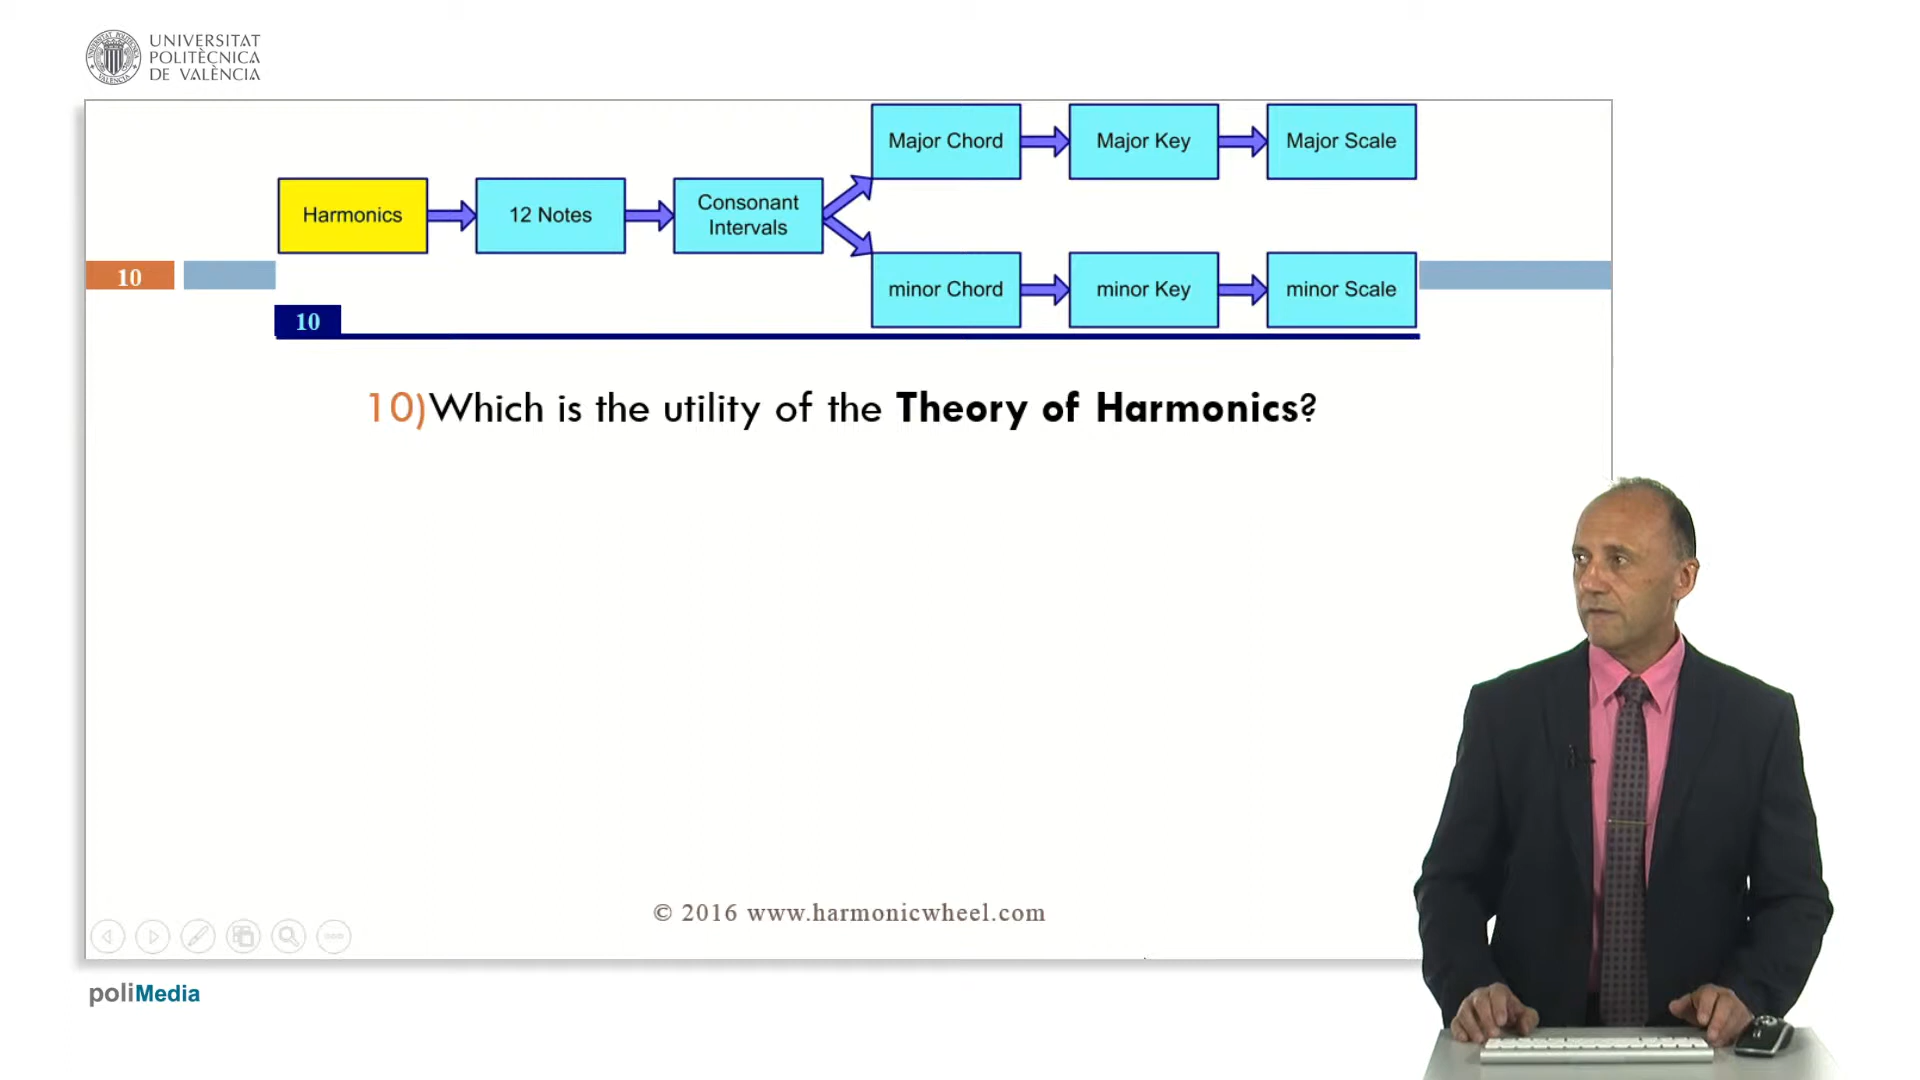 UNIVERSITAT
POLITÈCNICA
DE VALÈNCIA
Major Chord
Major Key
Major Scale
Harmonics
12 Notes
Consonant
Intervals
minor Chord
minor Key
minor Scale
10
10
10) Which is the utility of the Theory of Harmonics?
© 2016 www.harmonicwheel.com
poliMedia